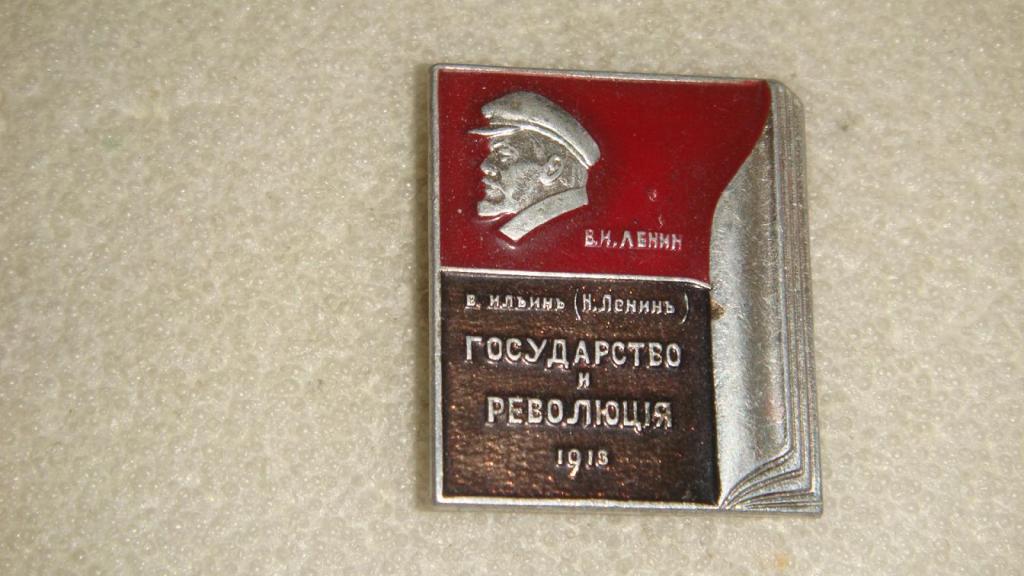 В.И.ЛЕНИН
В. ИЛЬИНЪ (Н.ЛЕНИНЪ)
ГОСУДАРСТВО
И
РЕВОЛЮЦІЯ
1918